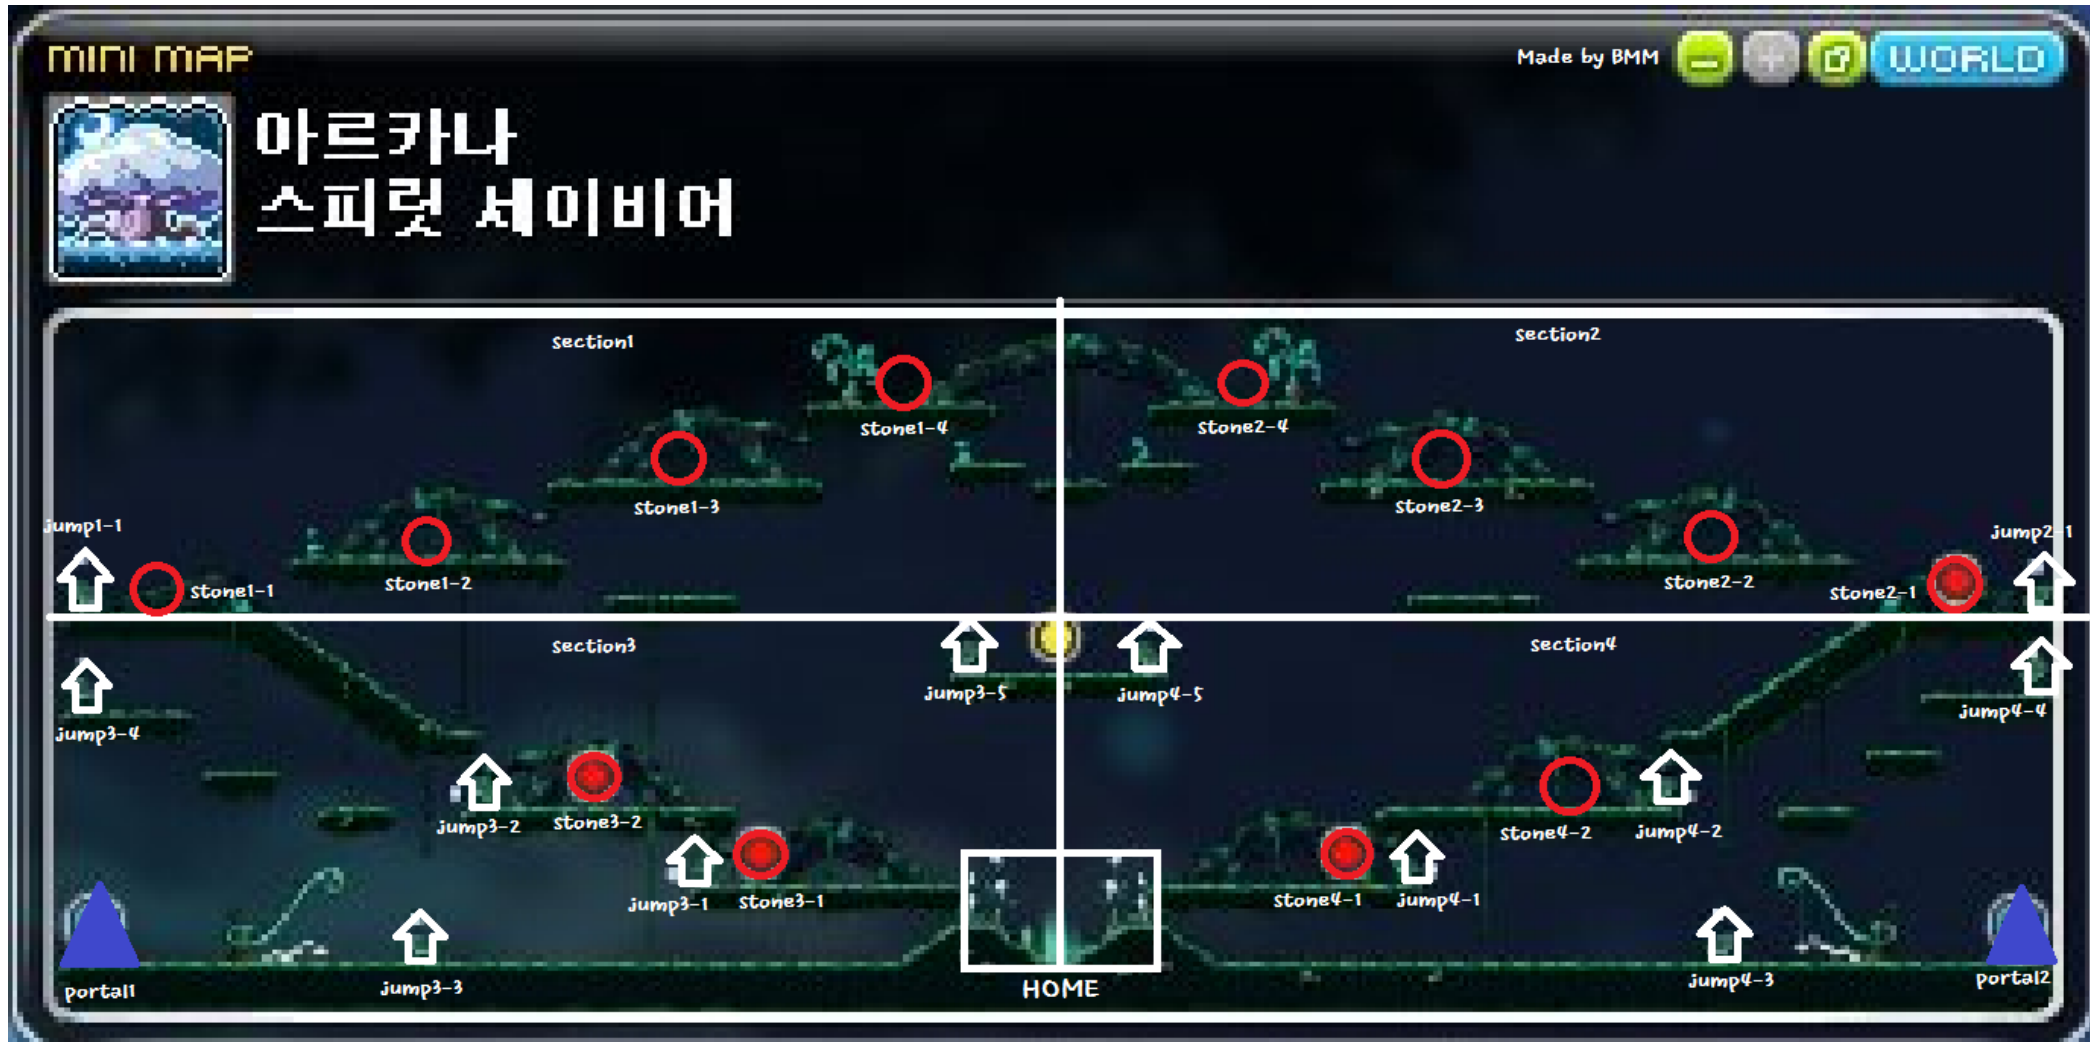 MINI MAP
Made by BMM
WORLD
아르카나
스피릿 세이비어
section1
section2
stone1-4
stone2-4
stone1-3
stone2-3
jump1-1
jump2-1
stone1-2
stone2-2
stone1-1
stone2-1
section3
section4
jump3-5
jump4-5
jump3-4
jump4-4
jump3-2
stone3-2
stone4-2
jump4-2
jump3-1
stone3-1
stone4-1
jump4-1
portal1
jump3-3
HOME
jump4-3
portal2